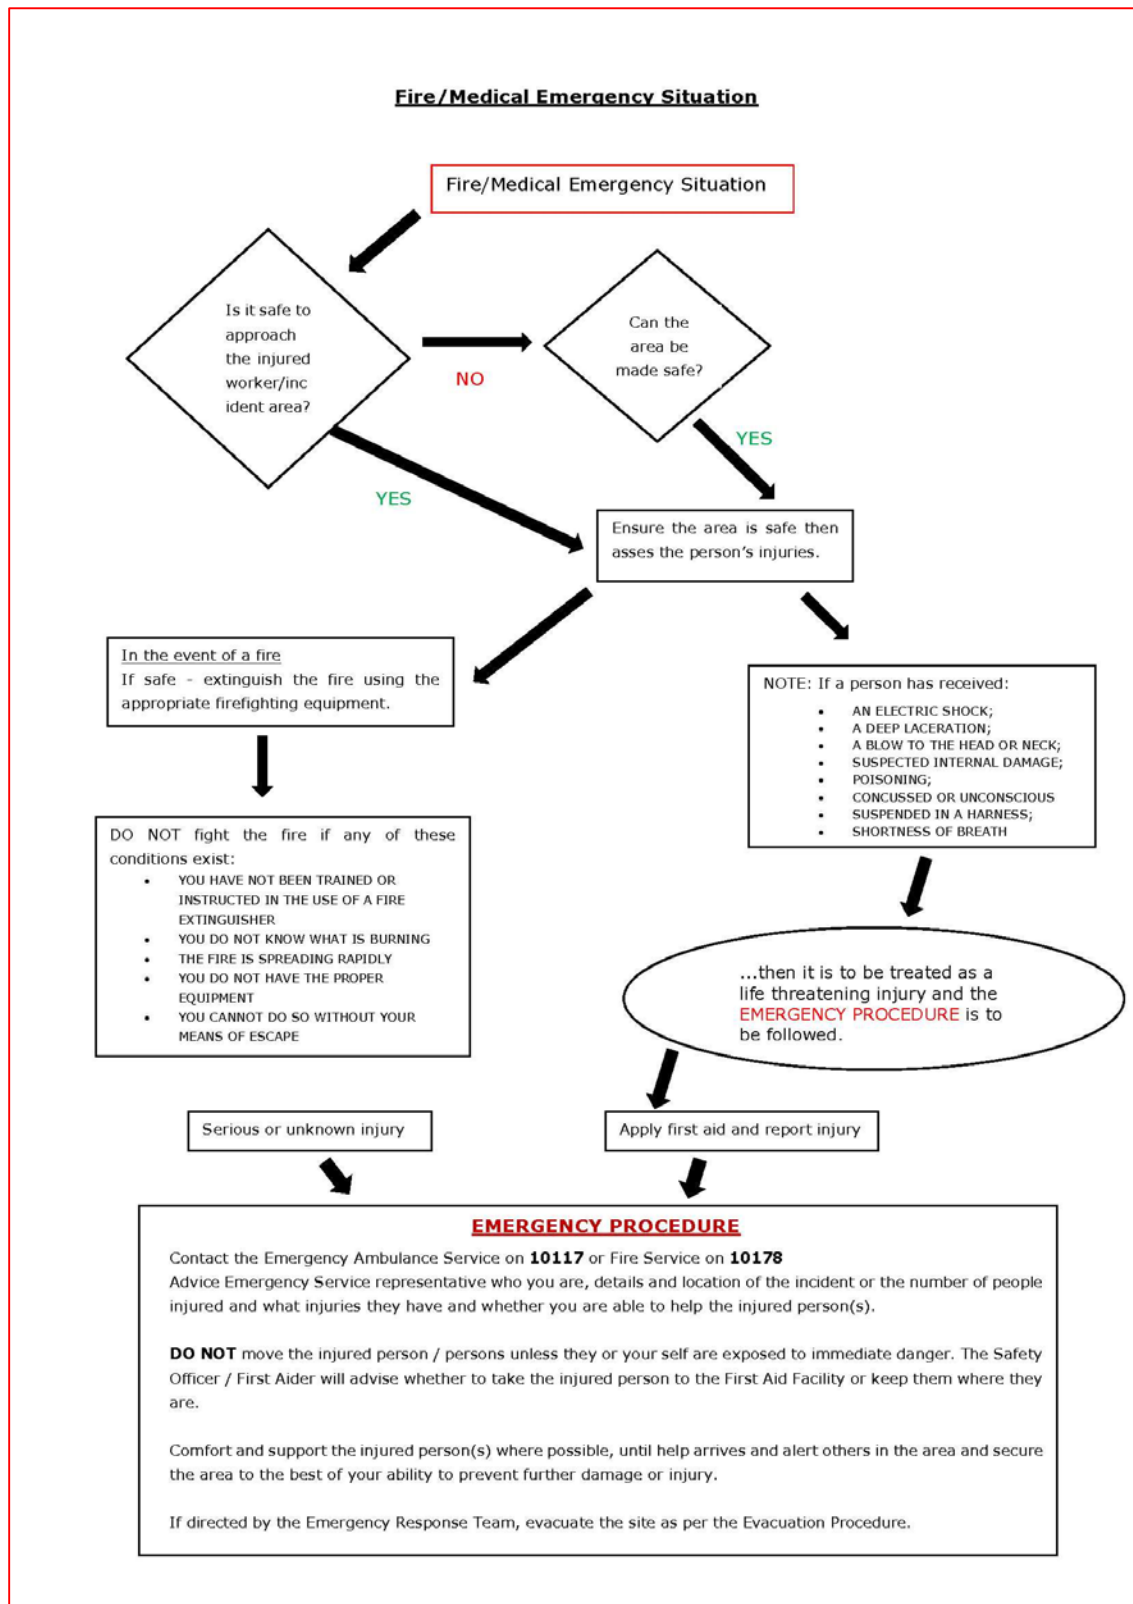 Fire/Medical Emergency Situation
Fire/Medical Emergency Situation
Is it safe to
approach
the injured
worker/inc
ident area?
NO
Can the
area be
made safe?
YES
YES
Ensure the area is safe then
asses the person's injuries.
In the event of a fire
If safe - extinguish the fire using the
appropriate firefighting equipment.
NOTE: If a person has received:
• AN ELECTRIC SHOCK;
• A DEEP LACERATION;
• A BLOW TO THE HEAD OR NECK;
• SUSPECTED INTERNAL DAMAGE;
• POISONING;
• CONCUSSED OR UNCONSCIOUS
• SUSPENDED IN A HARNESS;
• SHORTNESS OF BREATH
DO NOT fight the fire if any of these
conditions exist:
• YOU HAVE NOT BEEN TRAINED OR
INSTRUCTED IN THE USE OF A FIRE
EXTINGUISHER
• YOU DO NOT KNOW WHAT IS BURNING
• THE FIRE IS SPREADING RAPIDLY
• YOU DO NOT HAVE THE PROPER
EQUIPMENT
• YOU CANNOT DO SO WITHOUT YOUR
MEANS OF ESCAPE
...then it is to be treated as a
life threatening injury and the
EMERGENCY PROCEDURE is to
be followed.
Serious or unknown injury
Apply first aid and report injury
EMERGENCY PROCEDURE
Contact the Emergency Ambulance Service on 10117 or Fire Service on 10178
Advice Emergency Service representative who you are, details and location of the incident or the number of people
injured and what injuries they have and whether you are able to help the injured person(s).
DO NOT move the injured person / persons unless they or your self are exposed to immediate danger. The Safety
Officer / First Aider will advise whether to take the injured person to the First Aid Facility or keep them where they
are.
Comfort and support the injured person(s) where possible, until help arrives and alert others in the area and secure
the area to the best of your ability to prevent further damage or injury.
If directed by the Emergency Response Team, evacuate the site as per the Evacuation Procedure.